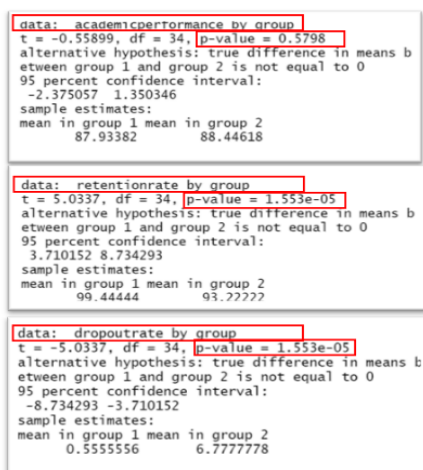 data: academicperformance by group
t = -0.55899, df = 34, p-value = 0.5798
alternative hypothesis: true difference in means b
etween group 1 and group 2 is not equal to 0
95 percent confidence interval:
-2.375057 1.350346
sample estimates:
mean in group 1 mean in group 2
87.93382 88.44618
data: retentionrate by group
t = 5.0337, df = 34, p-value = 1.553e-05
alternative hypothesis: true difference in means b
etween group 1 and group 2 is not equal to 0
95 percent confidence interval:
3.710152 8.734293
sample estimates:
mean in group 1 mean in group 2
99.44444 93.22222
data: dropoutrate by group
t = -5.0337, df = 34, p-value = 1.553e-05
alternative hypothesis: true difference in means b
etween group 1 and group 2 is not equal to 0
95 percent confidence interval:
-8.734293 -3.710152
sample estimates:
mean in group 1 mean in group 2
0.5555556 6.7777778